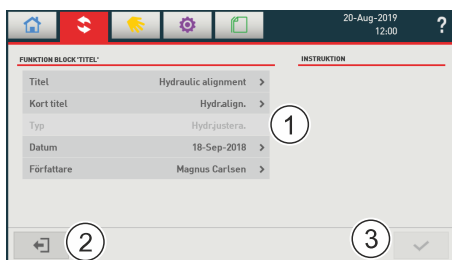 20-Aug-2019
12:00
?
FUNKTION BLOCK 'TITEL'
INSTRUKTION
Titel Hydraulic alignment >
Kort titel Hydr.align. >
Typ Hydr.justera.
Datum 18-Sep-2018 >
Författare Magnus Carlsen >
1
2
3